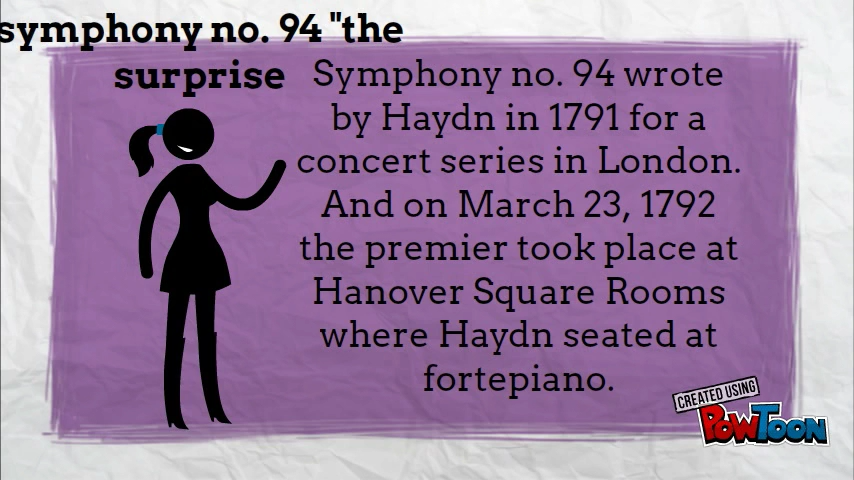 symphony no. 94 "the
surprise
Symphony no. 94 wrote
by Haydn in 1791 for a
concert series in London.
And on March 23, 1792
the premier took place at
Hanover Square Rooms
where Haydn seated at
fortepiano.
CREATED USING
POWTOON